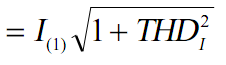 = I₍₁₎√(1 + THD_I²)